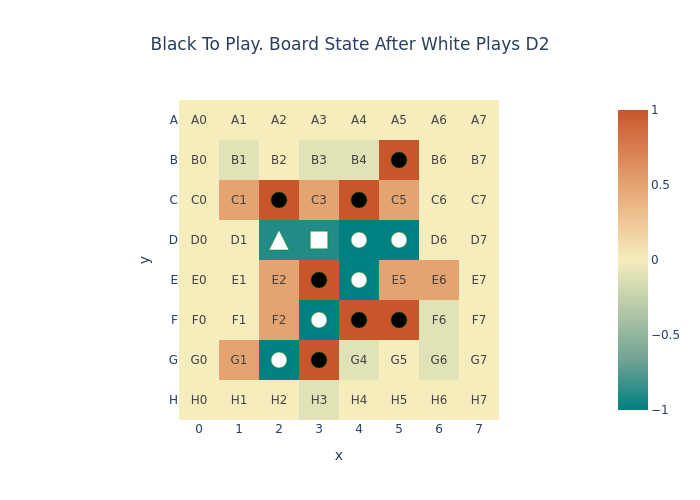 Black To Play. Board State After White Plays D2
A A0 A1 A2 A3 A4 A5 A6 A7
B B0 B1 B2 B3 B4 B6 B7
C C0 C1 C3 C5 C6 C7
D D0 D1 D6 D7
E E0 E1 E2 E5 E6 E7
F F0 F1 F2 F6 F7
G G0 G1 G4 G5 G6 G7
H H0 H1 H2 H3 H4 H5 H6 H7
0 1 2 3 4 5 6 7
x
y
1
0.5
0
−0.5
−1